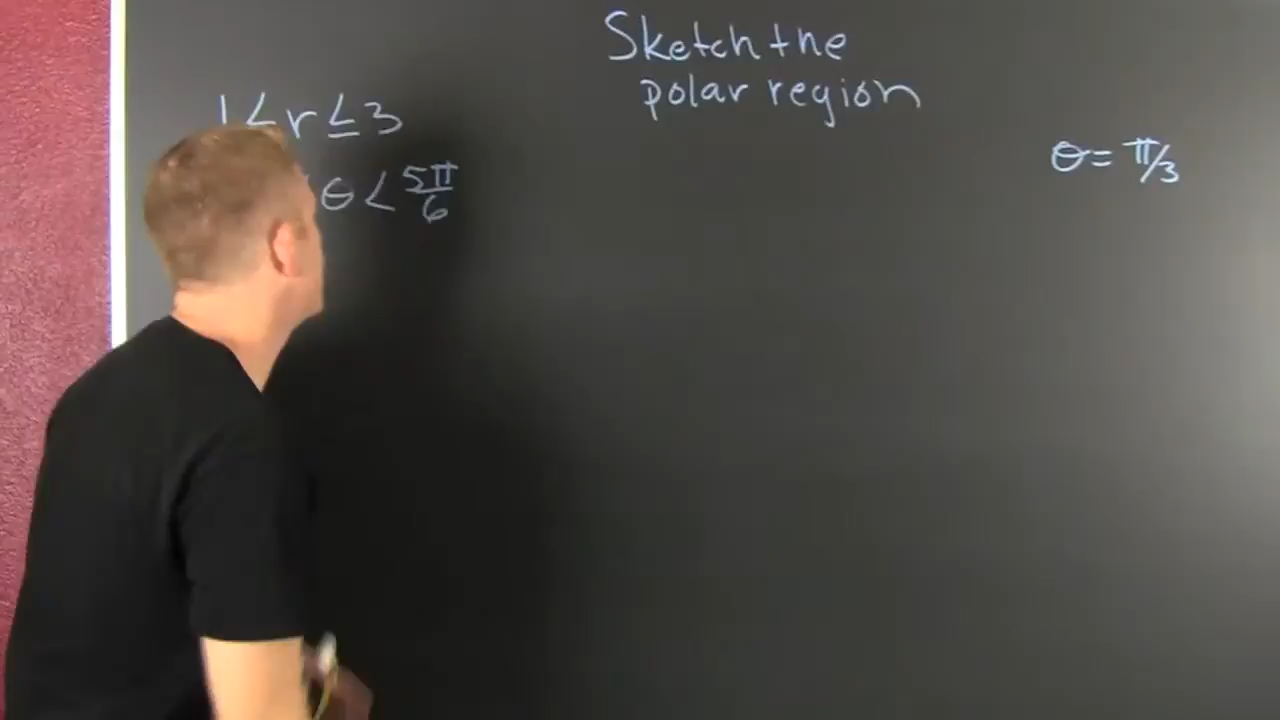 Sketch the
polar region
1 < r ≤ 3
θ < 5π/6
θ = π/3